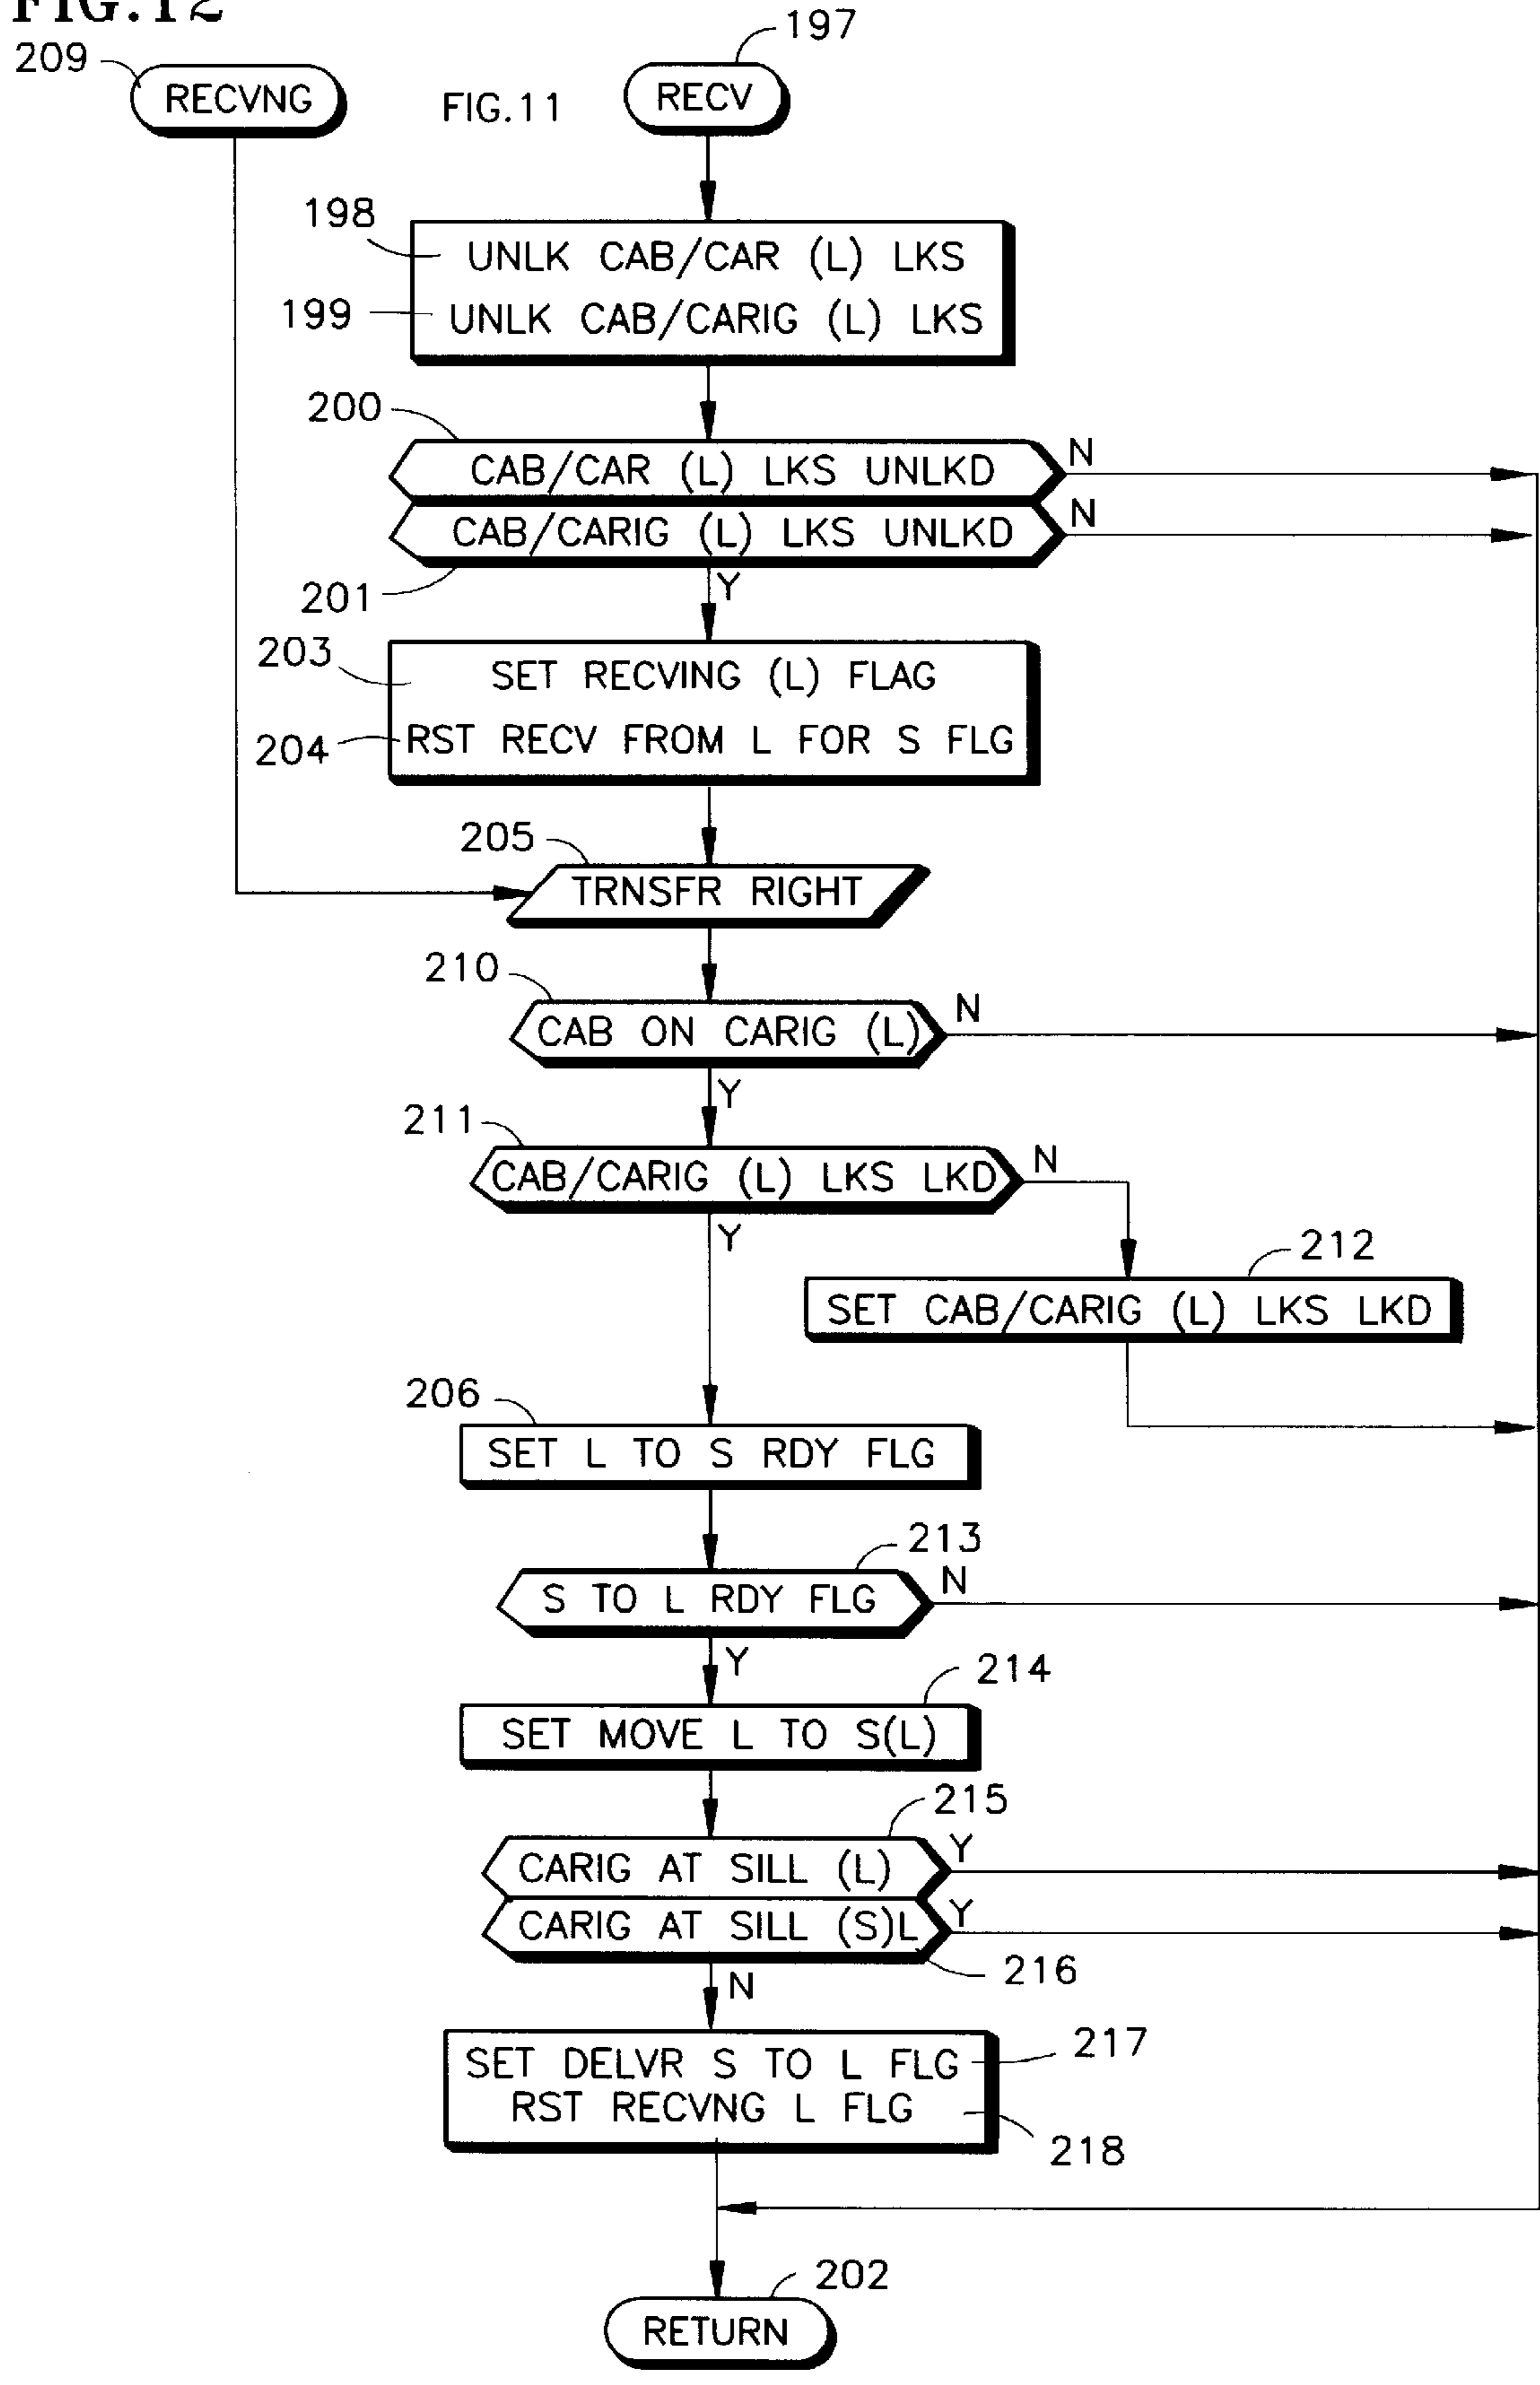 FIG.12
209
RECVNG
FIG.11
197
RECV
198
UNLK CAB/CAR (L) LKS
199
UNLK CAB/CARIG (L) LKS
200
CAB/CAR (L) LKS UNLKD
N
CAB/CARIG (L) LKS UNLKD
N
201
Y
203
SET RECVING (L) FLAG
204
RST RECV FROM L FOR S FLG
205
TRNSFR RIGHT
210
CAB ON CARIG (L)
N
Y
211
CAB/CARIG (L) LKS LKD
N
Y
212
SET CAB/CARIG (L) LKS LKD
206
SET L TO S RDY FLG
213
S TO L RDY FLG
N
Y
214
SET MOVE L TO S(L)
215
CARIG AT SILL (L)
Y
CARIG AT SILL (S)L
Y
216
N
SET DELVR S TO L FLG
217
RST RECVNG L FLG
218
202
RETURN